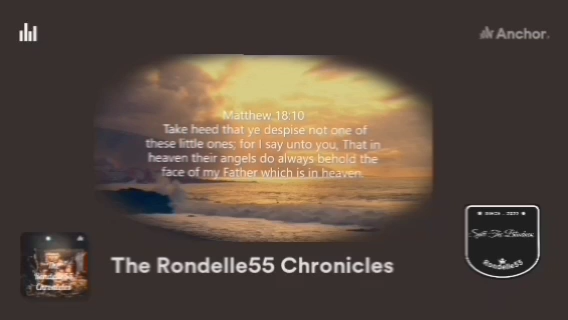 Anchor.
Matthew 18:10
Take heed that ye despise not one of
these little ones; for I say unto you, That in
heaven their angels do always behold the
face of my Father which is in heaven.
The Rondelle55 Chronicles
Chronicles
Rondelle55